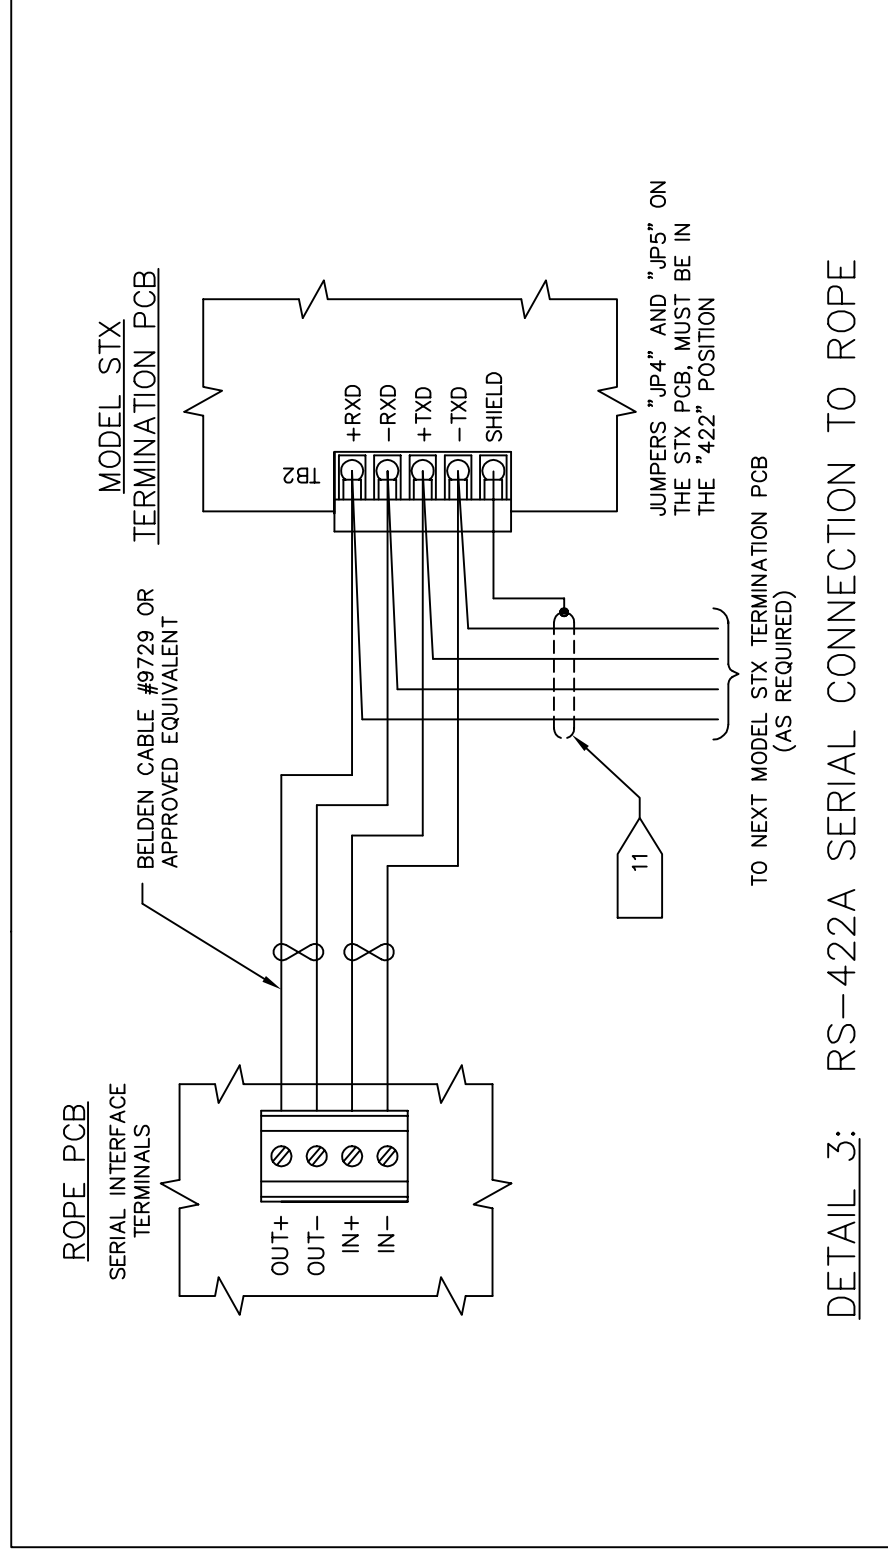 ROPE PCB
SERIAL INTERFACE
TERMINALS
OUT+
OUT−
IN+
IN−
BELDEN CABLE #9729 OR
APPROVED EQUIVALENT
MODEL STX
TERMINATION PCB
TB2
+RXD
−RXD
+TXD
−TXD
SHIELD
11
JUMPERS "JP4" AND "JP5" ON
THE STX PCB, MUST BE IN
THE "422" POSITION
TO NEXT MODEL STX TERMINATION PCB
(AS REQUIRED)
DETAIL 3: RS−422A SERIAL CONNECTION TO ROPE